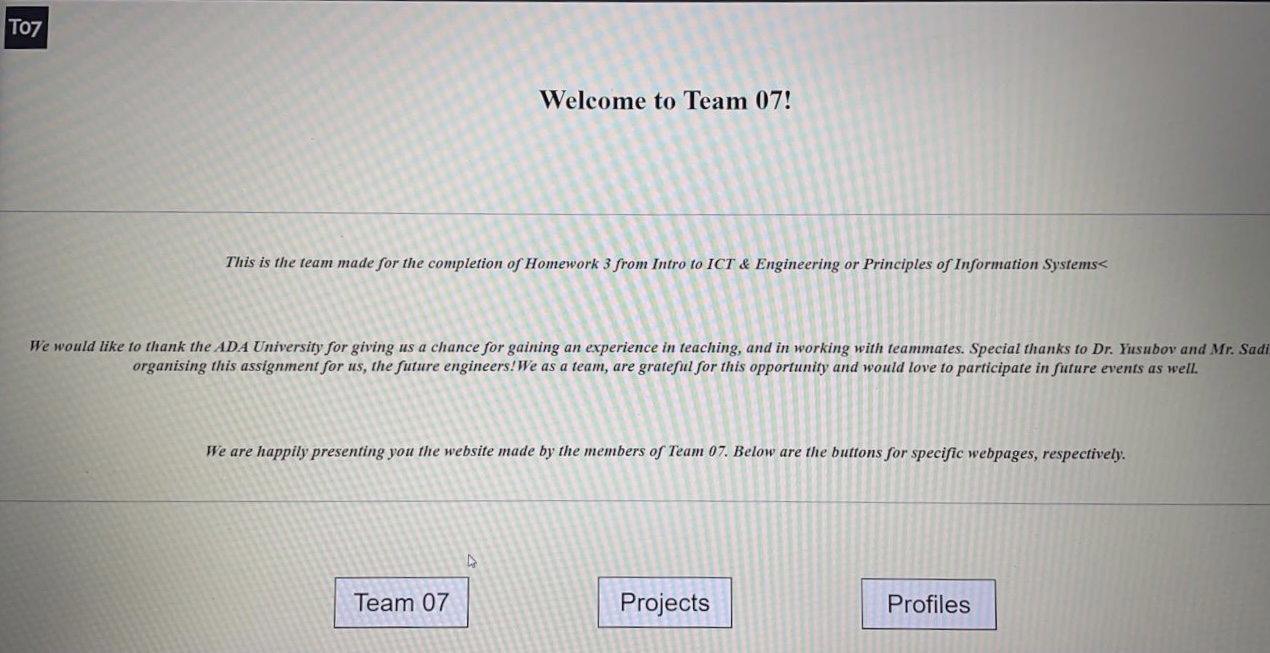 T07
Welcome to Team 07!
This is the team made for the completion of Homework 3 from Intro to ICT & Engineering or Principles of Information Systems<
We would like to thank the ADA University for giving us a chance for gaining an experience in teaching, and in working with teammates. Special thanks to Dr. Yusubov and Mr. Sadi
organising this assignment for us, the future engineers! We as a team, are grateful for this opportunity and would love to participate in future events as well.
We are happily presenting you the website made by the members of Team 07. Below are the buttons for specific webpages, respectively.
Team 07 Projects Profiles